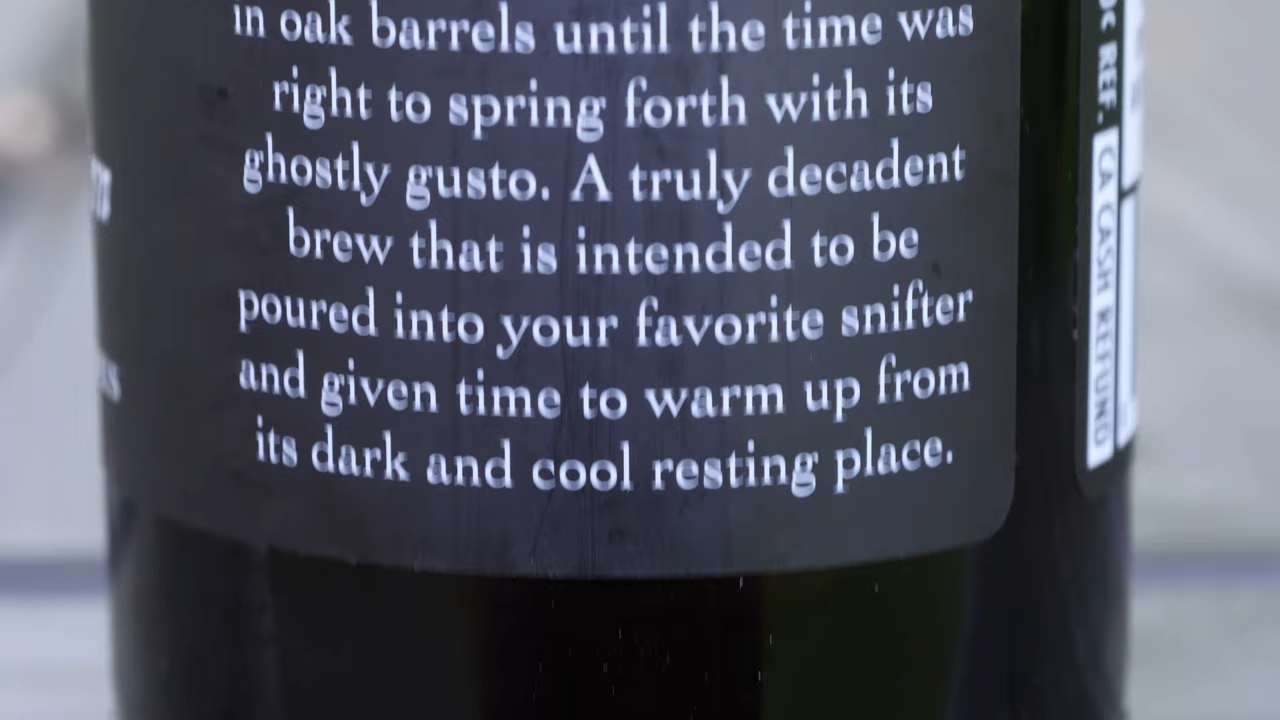 in oak barrels until the time was
right to spring forth with its
ghostly gusto. A truly decadent
brew that is intended to be
poured into your favorite snifter
and given time to warm up from
its dark and cool resting place.
REF.
CA CASH REFUND